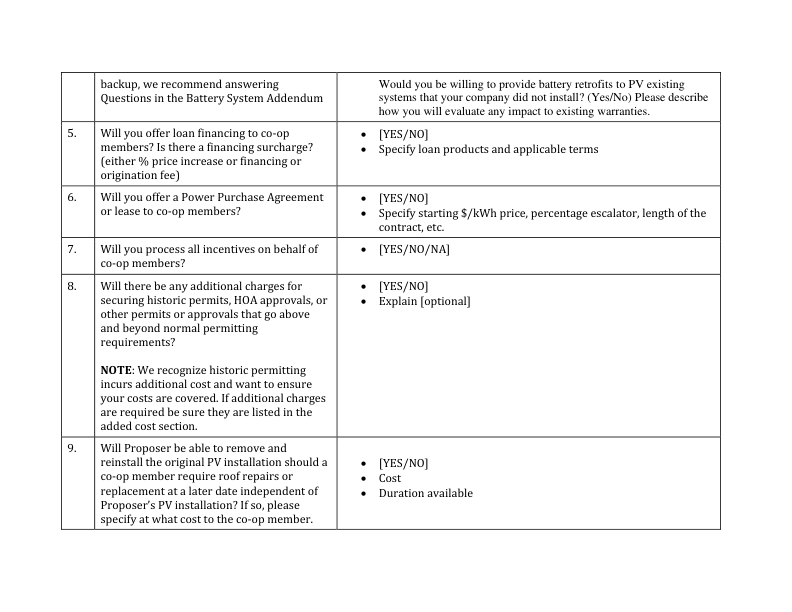 backup, we recommend answering
Questions in the Battery System Addendum
Would you be willing to provide battery retrofits to PV existing
systems that your company did not install? (Yes/No) Please describe
how you will evaluate any impact to existing warranties.
5.
Will you offer loan financing to co-op
members? Is there a financing surcharge?
(either % price increase or financing or
origination fee)
• [YES/NO]
• Specify loan products and applicable terms
6.
Will you offer a Power Purchase Agreement
or lease to co-op members?
• [YES/NO]
• Specify starting $/kWh price, percentage escalator, length of the
contract, etc.
7.
Will you process all incentives on behalf of
co-op members?
• [YES/NO/NA]
8.
Will there be any additional charges for
securing historic permits, HOA approvals, or
other permits or approvals that go above
and beyond normal permitting
requirements?
NOTE: We recognize historic permitting
incurs additional cost and want to ensure
your costs are covered. If additional charges
are required be sure they are listed in the
added cost section.
• [YES/NO]
• Explain [optional]
9.
Will Proposer be able to remove and
reinstall the original PV installation should a
co-op member require roof repairs or
replacement at a later date independent of
Proposer's PV installation? If so, please
specify at what cost to the co-op member.
• [YES/NO]
• Cost
• Duration available